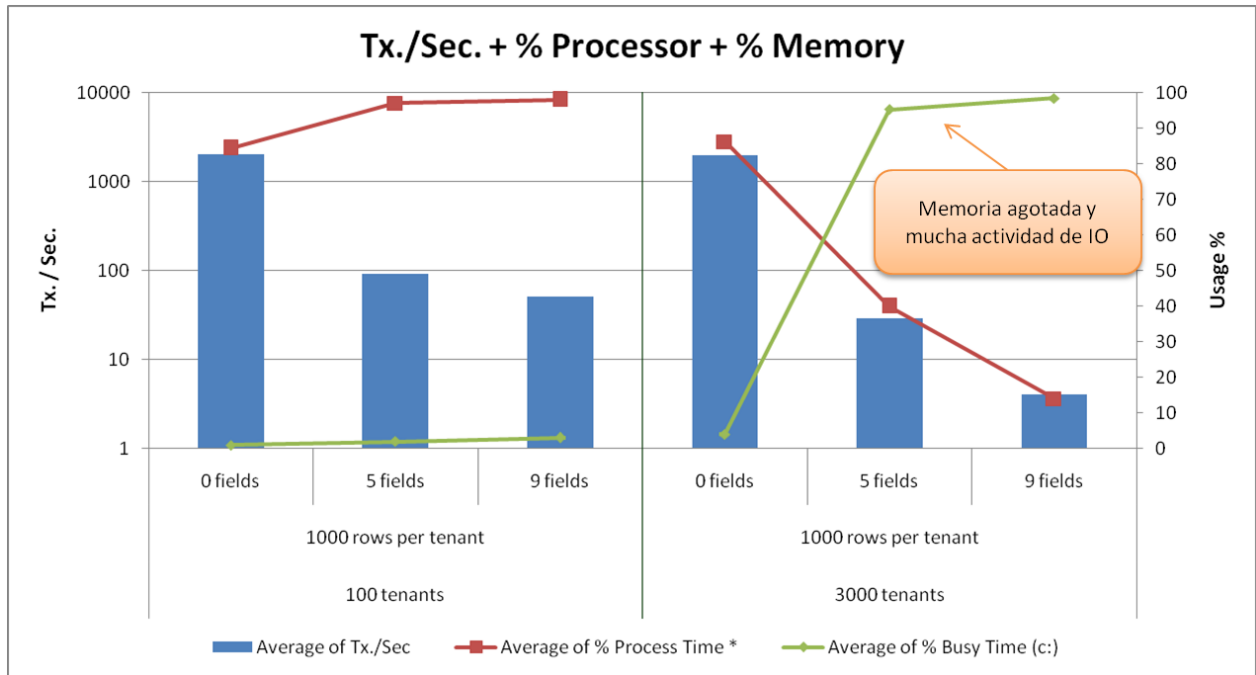 Tx./Sec. + % Processor + % Memory
10000
1000
100
10
1
Tx. / Sec.
100
90
80
70
60
50
40
30
20
10
0
Usage %
Memoria agotada y
mucha actividad de IO
0 fields
5 fields
9 fields
0 fields
5 fields
9 fields
1000 rows per tenant
1000 rows per tenant
100 tenants
3000 tenants
Average of Tx./Sec
Average of % Process Time *
Average of % Busy Time (c:)